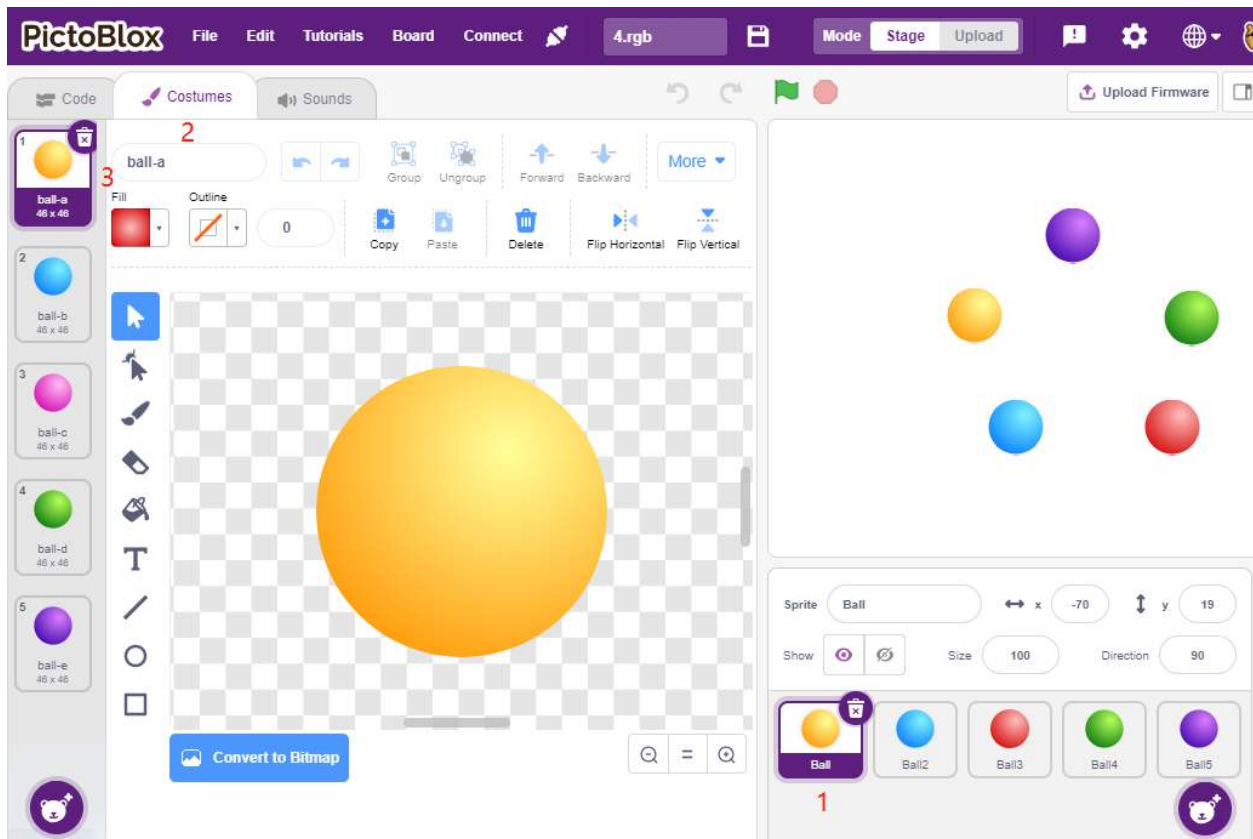 PictoBlox File Edit Tutorials Board Connect 4.rgb Mode Stage Upload
Code Costumes Sounds Upload Firmware
1
ball-a
46 x 46
2
ball-b
46 x 46
3
ball-c
46 x 46
4
ball-d
46 x 46
5
ball-e
46 x 46
2
3
ball-a Group Ungroup Forward Backward More
Fill Outline 0 Copy Paste Delete Flip Horizontal Flip Vertical
T
Convert to Bitmap
Sprite Ball x -70 y 19
Show Size 100 Direction 90
Ball Ball2 Ball3 Ball4 Ball5
1